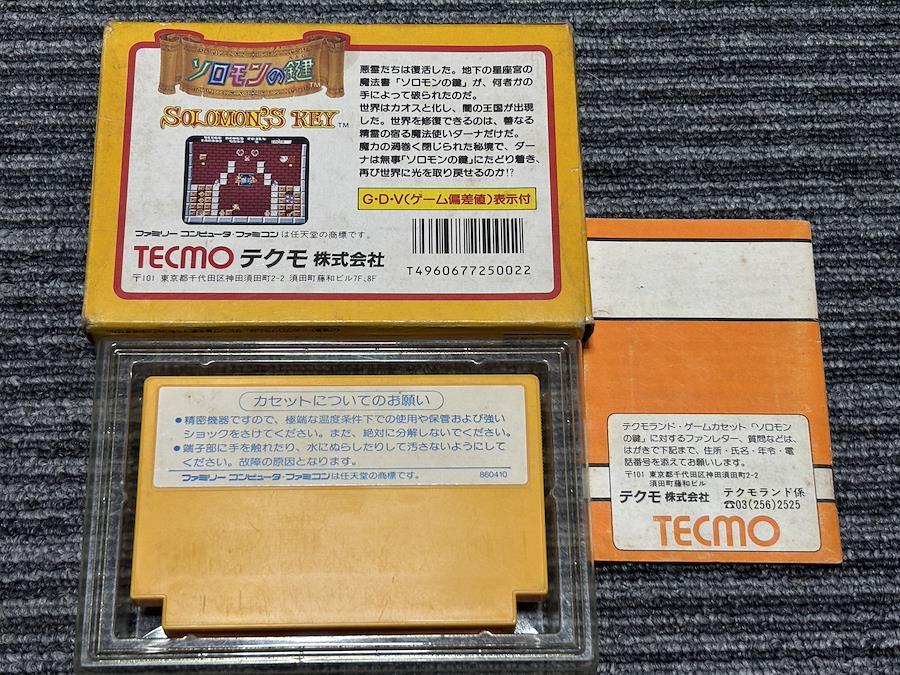 ソロモンの鍵
TM
SOLOMON'S KEY TM
悪霊たちは復活した。地下の星座宮の
魔法書「ソロモンの鍵」が、何者かの
手によって破られたのだ。
世界はカオスと化し、闇の王国が出現
した。世界を修復できるのは、善なる
精霊の宿る魔法使いダーナだけだ。
魔力の渦巻く閉じられた秘境で、ダー
ナは無事「ソロモンの鍵」にたどり着き、
再び世界に光を取り戻せるのか!?
G・D・V(ゲーム偏差値)表示付
ファミリー コンピュータ・ファミコンは任天堂の商標です。
TECMO テクモ 株式会社
〒101 東京都千代田区神田須田町2-2 須田町藤和ビル7F、8F
T4960677250022
カセットについてのお願い
●精密機器ですので、極端な温度条件下での使用や保管および強い
ショックをさけてください。また、絶対に分解しないでください。
●端子部に手を触れたり、水にぬらしたりして汚さないようにして
ください。故障の原因となります。
ファミリー コンピュータ・ファミコンは任天堂の商標です。
860410
テクモランド・ゲームカセット「ソロモン
の鍵」に対するファンレター、質問などは、
はがきで下記まで、住所・氏名・年令・電
話番号を添えてお願いします。
〒101 東京都千代田区神田須田町2-2
須田町藤和ビル
テクモ 株式会社 テクモランド係
☎03(256)2525
TECMO